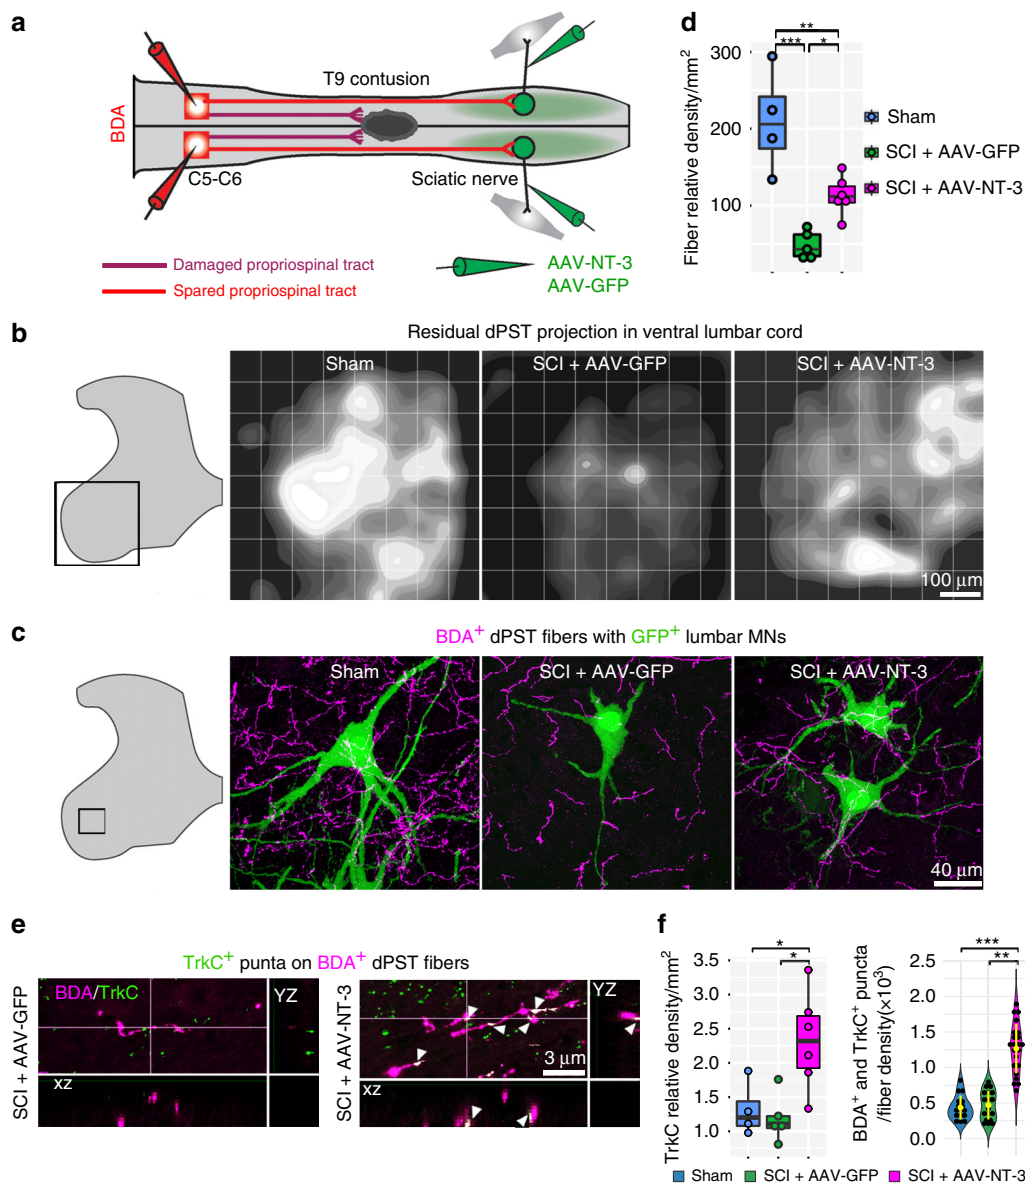 a
T9 contusion
BDA
C5-C6
Sciatic nerve
Damaged propriospinal tract
Spared propriospinal tract
AAV-NT-3
AAV-GFP
d
**
***
*
Fiber relative density/mm²
300
200
100
Sham
SCI + AAV-GFP
SCI + AAV-NT-3
b
Residual dPST projection in ventral lumbar cord
Sham
SCI + AAV-GFP
SCI + AAV-NT-3
100 µm
c
BDA⁺ dPST fibers with GFP⁺ lumbar MNs
Sham
SCI + AAV-GFP
SCI + AAV-NT-3
40 µm
e
TrkC⁺ punta on BDA⁺ dPST fibers
SCI + AAV-GFP
BDA/TrkC
YZ
xz
SCI + AAV-NT-3
YZ
3 µm
xz
f
*
*
TrkC relative density/mm²
3.5
3.0
2.5
2.0
1.5
1.0
***
**
BDA⁺ and TrkC⁺ puncta
/fiber density(×10³)
2.5
2.0
1.5
1.0
0.5
0.0
Sham
SCI + AAV-GFP
SCI + AAV-NT-3